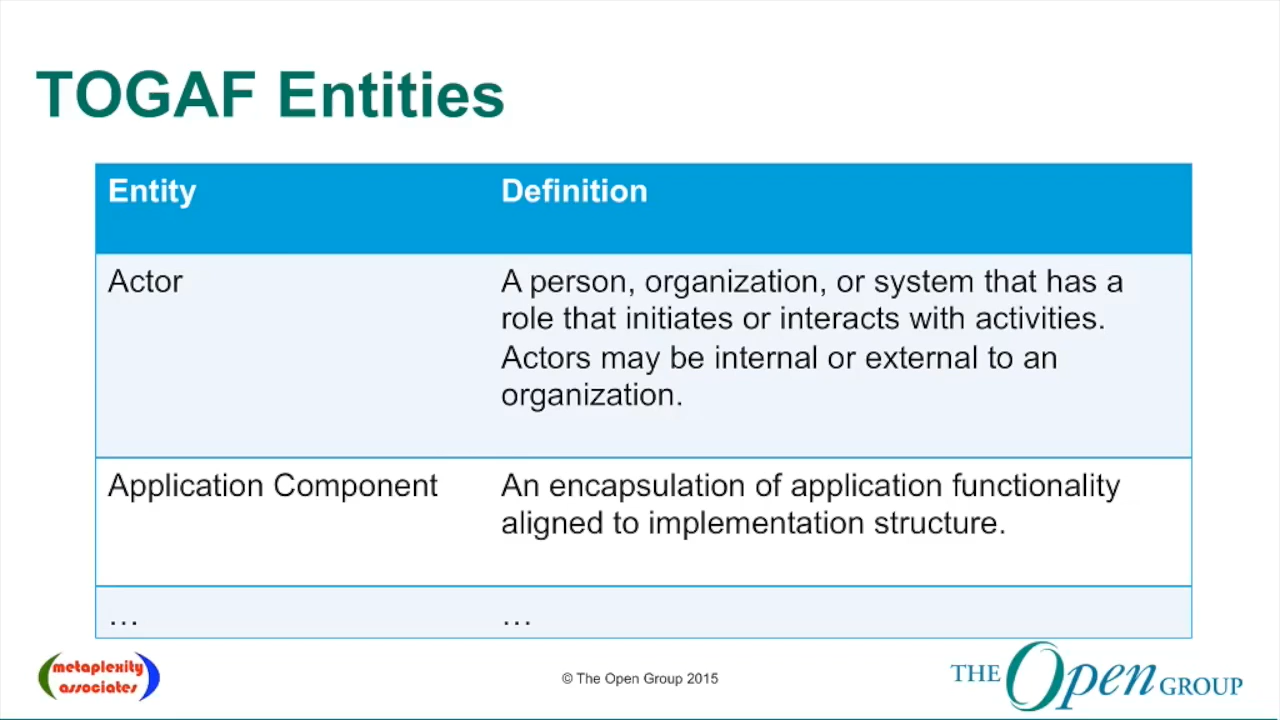 TOGAF Entities
Entity
Definition
Actor
A person, organization, or system that has a
role that initiates or interacts with activities.
Actors may be internal or external to an
organization.
Application Component
An encapsulation of application functionality
aligned to implementation structure.
…
…
metaplexity
associates
© The Open Group 2015
THE Open GROUP